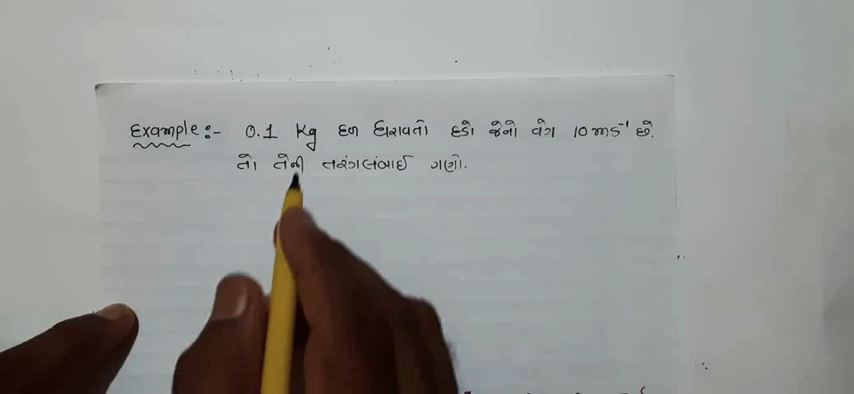 Example :- 0.1 Kg દળ ધરાવતો દડો જેનો વેગ 10 ms⁻¹ છે.
તો તેની તરંગલંબાઈ ગણો.